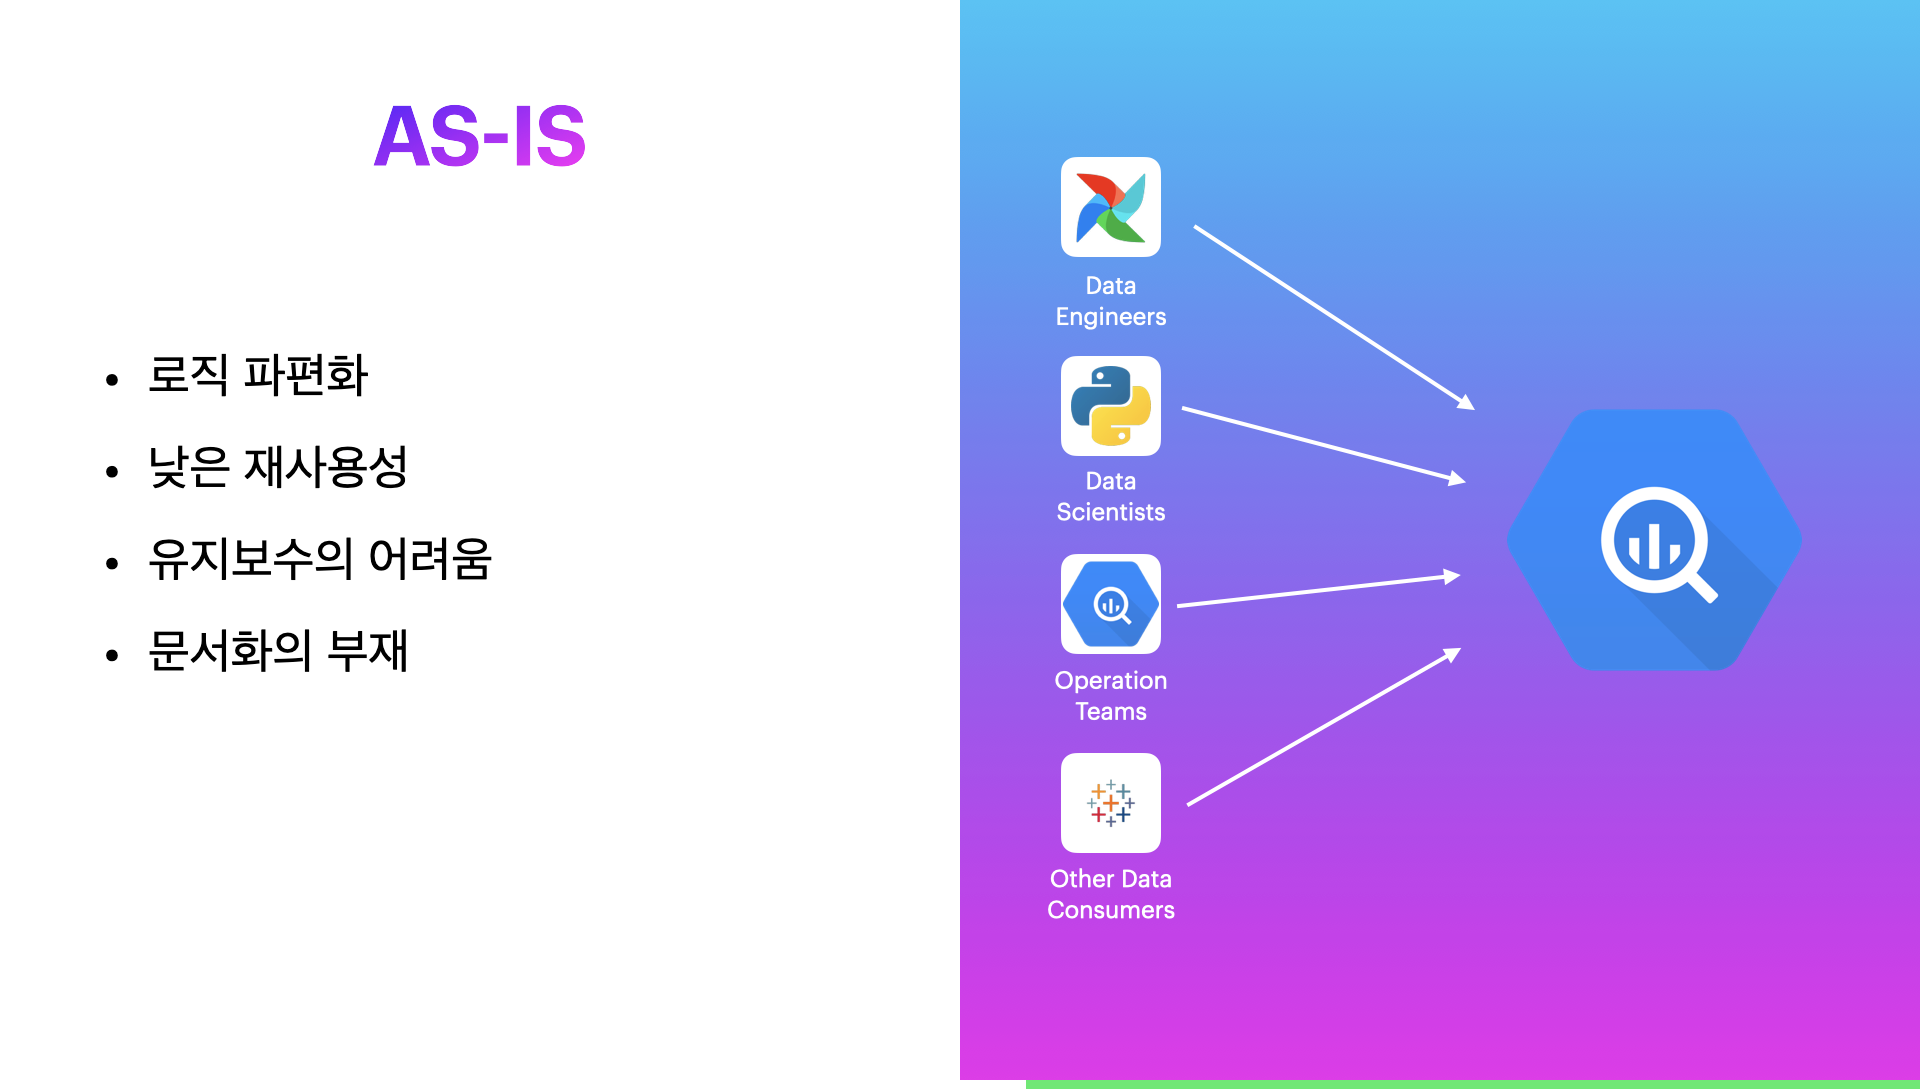 AS-IS
• 로직 파편화
• 낮은 재사용성
• 유지보수의 어려움
• 문서화의 부재
Data
Engineers
Data
Scientists
Operation
Teams
Other Data
Consumers